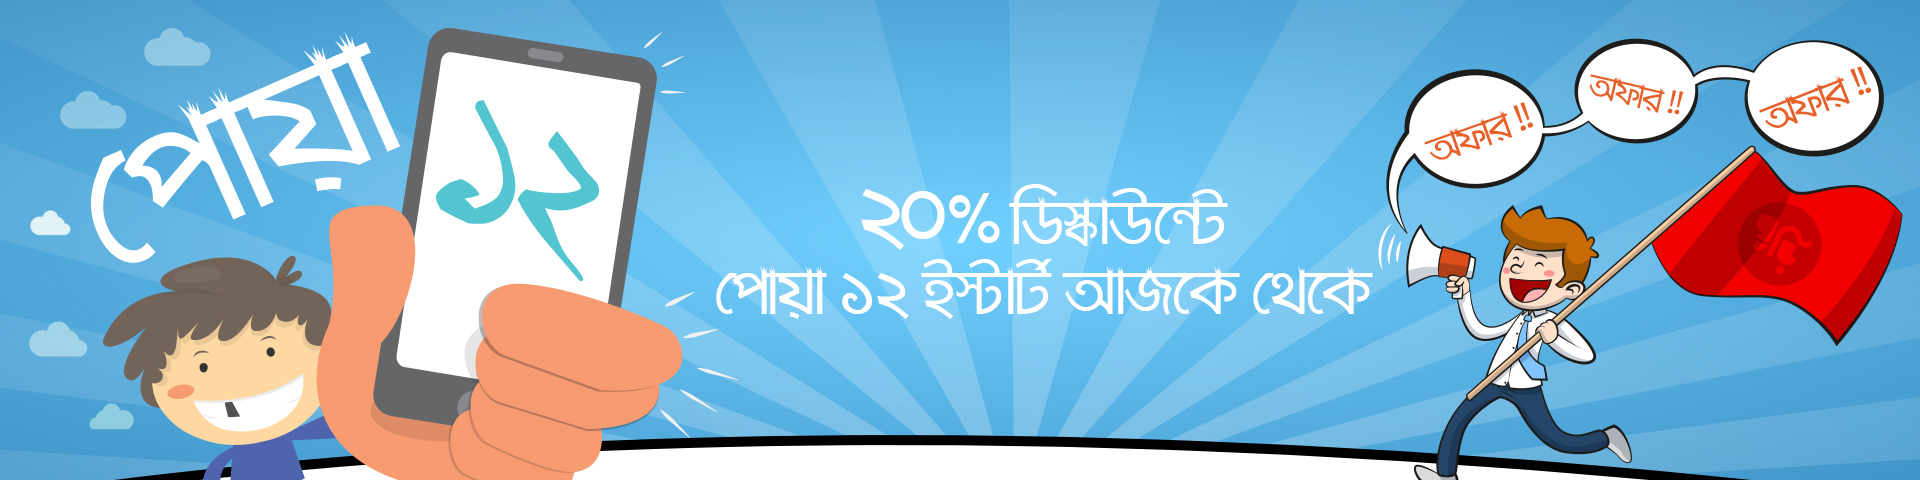 পোয়া
১২
২০% ডিস্কাউন্টে
পোয়া ১২ ইস্টার্ট আজকে থেকে
অফার !!
অফার !!
অফার !!